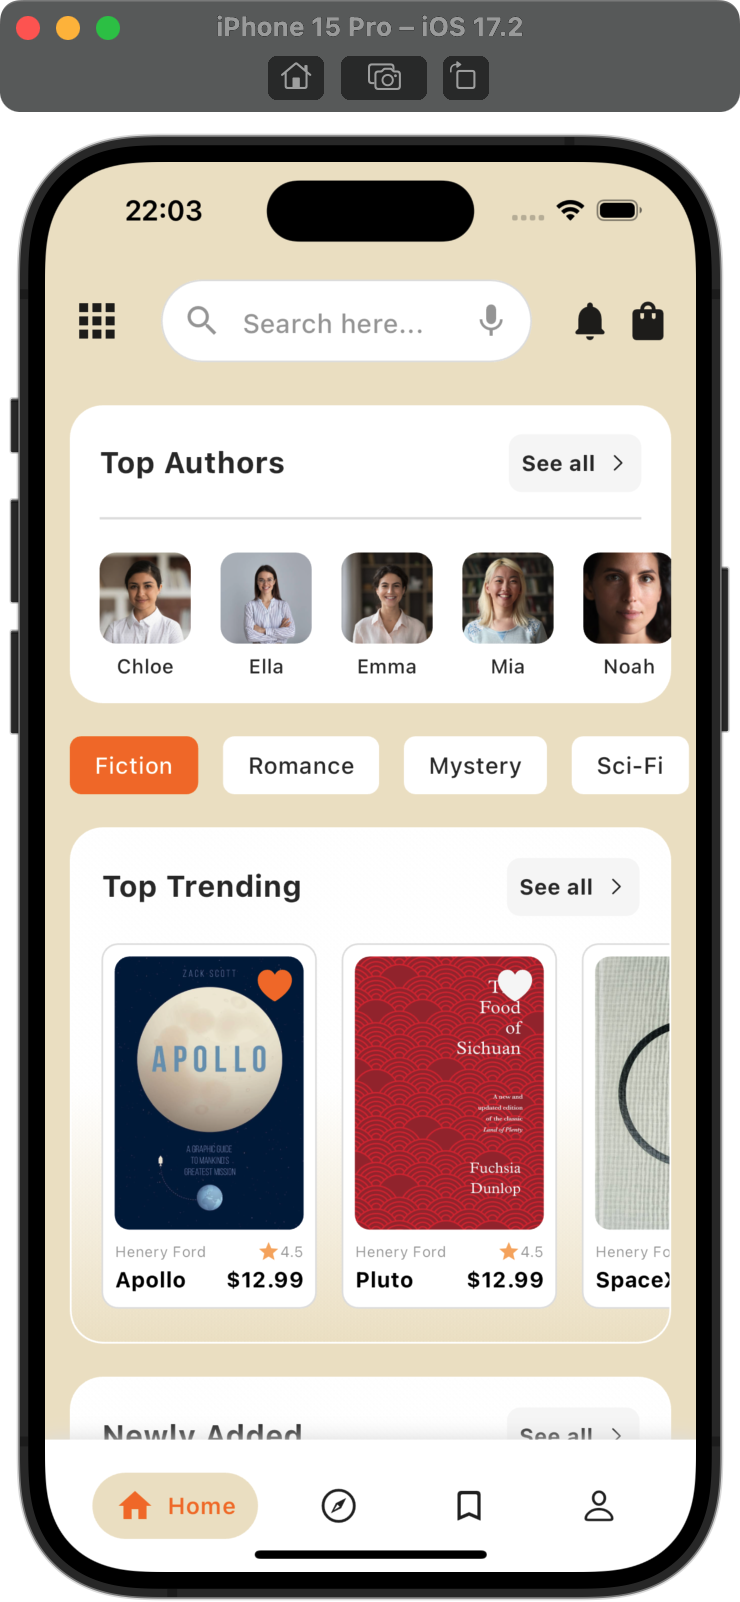 iPhone 15 Pro – iOS 17.2
22:03
Search here...
Top Authors
See all
Chloe
Ella
Emma
Mia
Noah
Fiction
Romance
Mystery
Sci-Fi
Top Trending
See all
ZACK SCOTT
APOLLO
A GRAPHIC GUIDE
TO MANKIND'S
GREATEST MISSION
Henery Ford
4.5
Apollo
$12.99
Food
of
Sichuan
A new and
updated edition
of the classic
Land of Plenty
Fuchsia
Dunlop
Henery Ford
4.5
Pluto
$12.99
Henery Fo
SpaceX
Newly Added
See all
Home